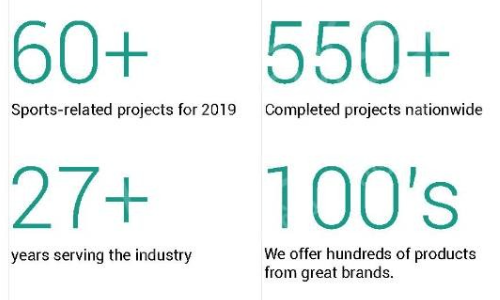 60+
Sports-related projects for 2019
550+
Completed projects nationwide
27+
years serving the industry
100's
We offer hundreds of products
from great brands.